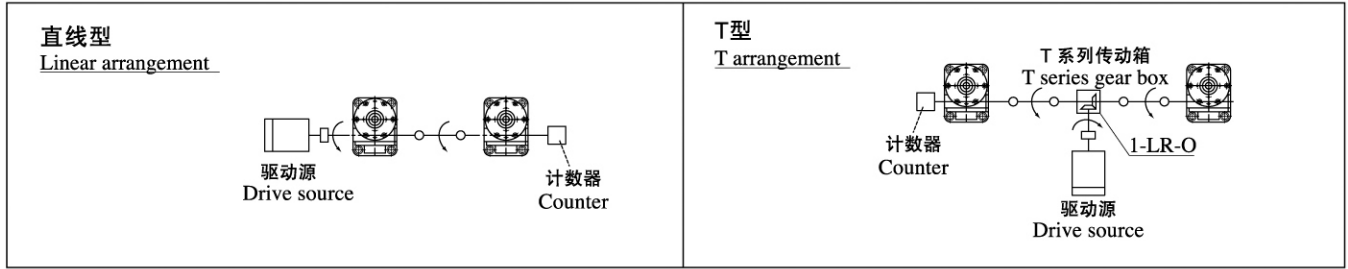 直线型
Linear arrangement
驱动源
Drive source
计数器
Counter
T型
T arrangement
T 系列传动箱
T series gear box
计数器
Counter
1-LR-O
驱动源
Drive source